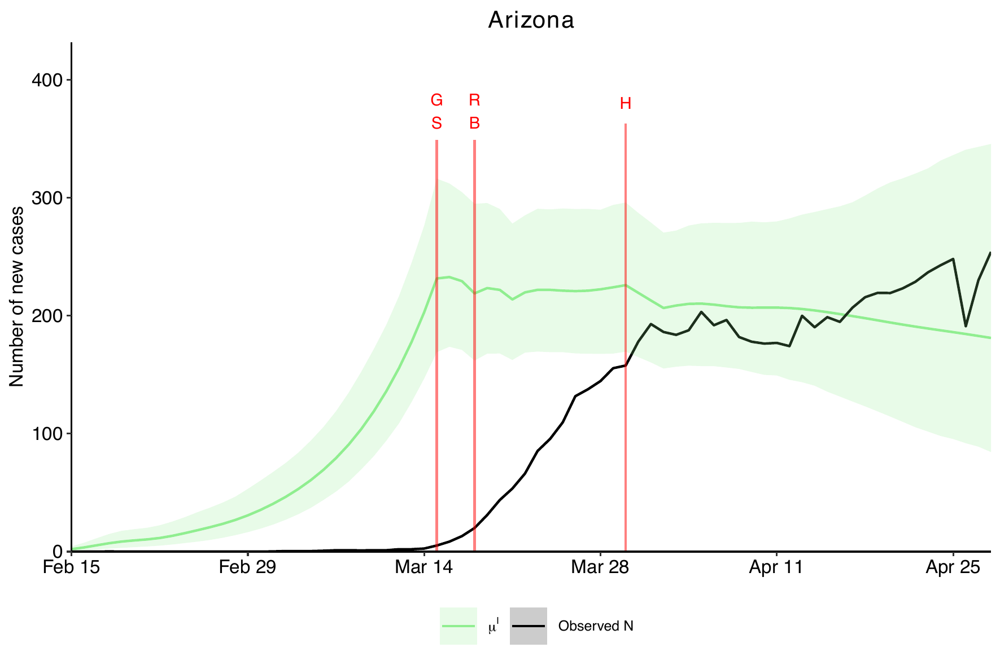 Arizona
Number of new cases
400
300
200
100
0
G
S
R
B
H
Feb 15
Feb 29
Mar 14
Mar 28
Apr 11
Apr 25
μ^I
Observed N